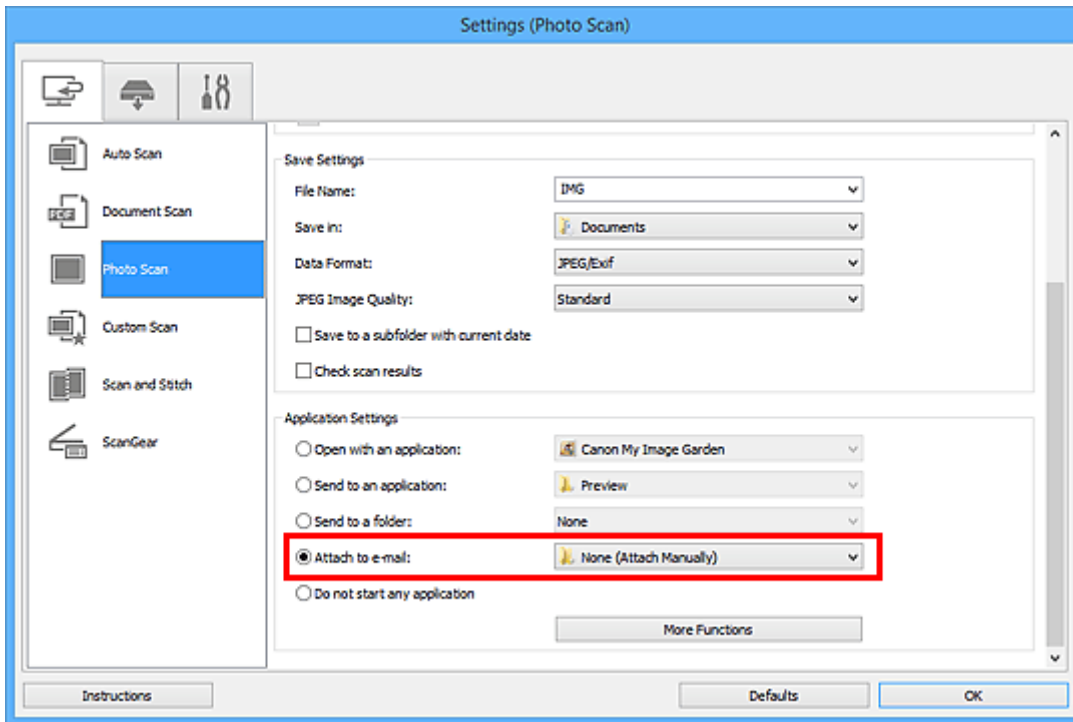 Settings (Photo Scan)
Auto Scan
Document Scan
Photo Scan
Custom Scan
Scan and Stitch
ScanGear
Save Settings
File Name: IMG
Save in: Documents
Data Format: JPEG/Exif
JPEG Image Quality: Standard
Save to a subfolder with current date
Check scan results
Application Settings
Open with an application: Canon My Image Garden
Send to an application: Preview
Send to a folder: None
Attach to e-mail: None (Attach Manually)
Do not start any application
More Functions
Instructions Defaults OK